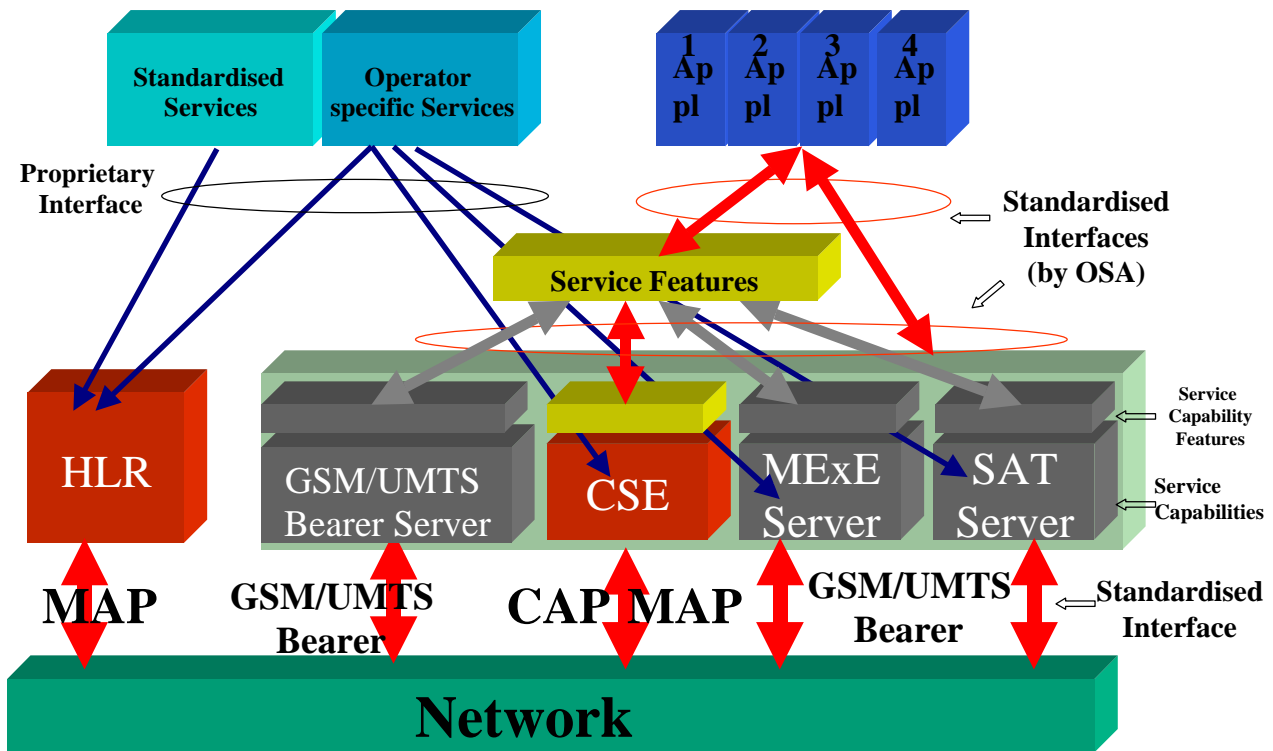 Standardised
Services
Operator
specific Services
1
Ap
pl
2
Ap
pl
3
Ap
pl
4
Ap
pl
Proprietary
Interface
Standardised
Interfaces
(by OSA)
Service Features
Service
Capability
Features
HLR
GSM/UMTS
Bearer Server
CSE
MExE
Server
SAT
Server
Service
Capabilities
MAP
GSM/UMTS
Bearer
CAP MAP
GSM/UMTS
Bearer
Standardised
Interface
Network